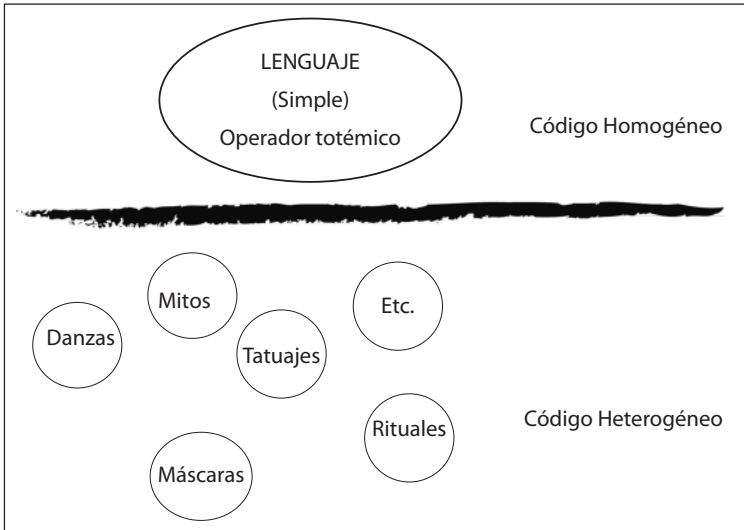 LENGUAJE
(Simple)
Operador totémico
Código Homogéneo
Mitos
Etc.
Danzas
Tatuajes
Rituales
Código Heterogéneo
Máscaras